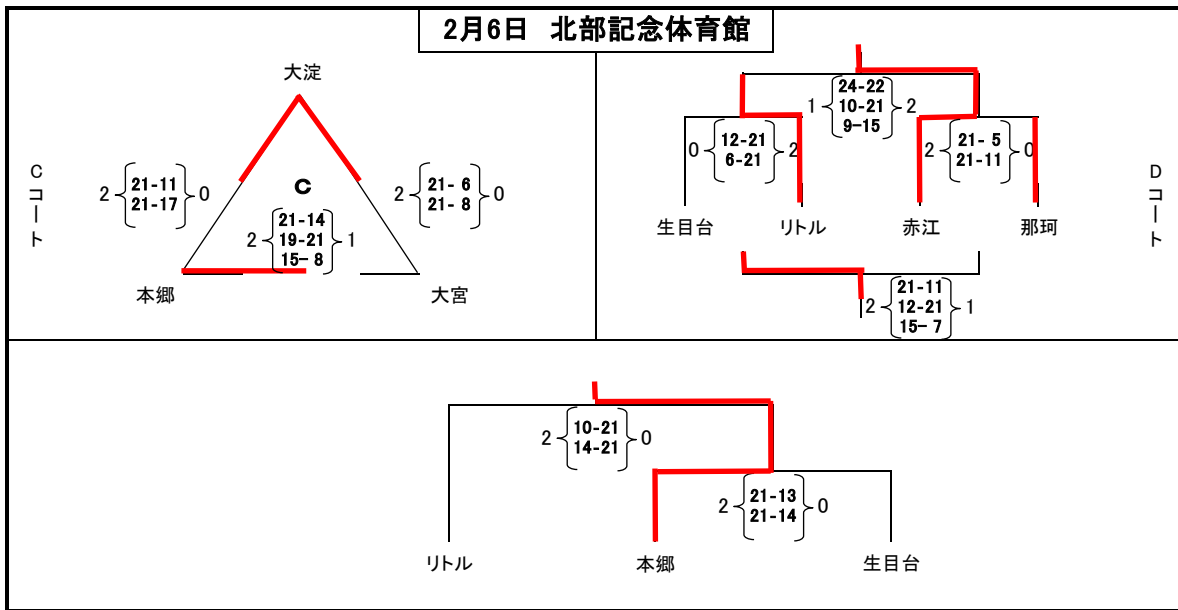 2月6日 北部記念体育館
Cコート
大淀
2 21-11 0
21-17
C
2 21- 6 0
21- 8
2 21-14 1
19-21
15- 8
本郷
大宮
Dコート
1 24-22 2
10-21
9-15
0 12-21 2
6-21
2 21- 5 0
21-11
生目台
リトル
赤江
那珂
2 21-11 1
12-21
15- 7
2 10-21 0
14-21
2 21-13 0
21-14
リトル
本郷
生目台